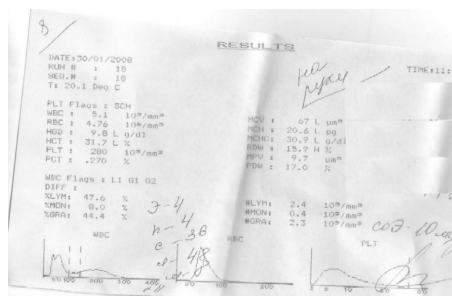 8
RESULTS
DATE:30/01/2008
TIME:11:
RUN # : 18
SEQ.# : 18
T: 20.1 Deg C
на
руки
PLT Flags : SCH
WBC : 5.1 10³/mm³
RBC : 4.76 10⁶/mm³
HGB : 9.8 L g/dl
HCT : 31.7 L %
PLT : 280 10³/mm³
PCT : .270 %
MCV : 67 L um³
MCH : 20.6 L pg
MCHC: 30.9 L g/dl
RDW : 15.7 H %
MPV : 9.7 um³
PDW : 17.0 %
WBC Flags : L1 G1 G2
DIFF :
%LYM: 47.6 %
%MON: 8.0 %
%GRA: 44.4 %
#LYM: 2.4 10³/mm³
#MON: 0.4 10³/mm³
#GRA: 2.3 10³/mm³
Э-4
п-4
с-38
48
соэ-10
WBC
RBC
PLT